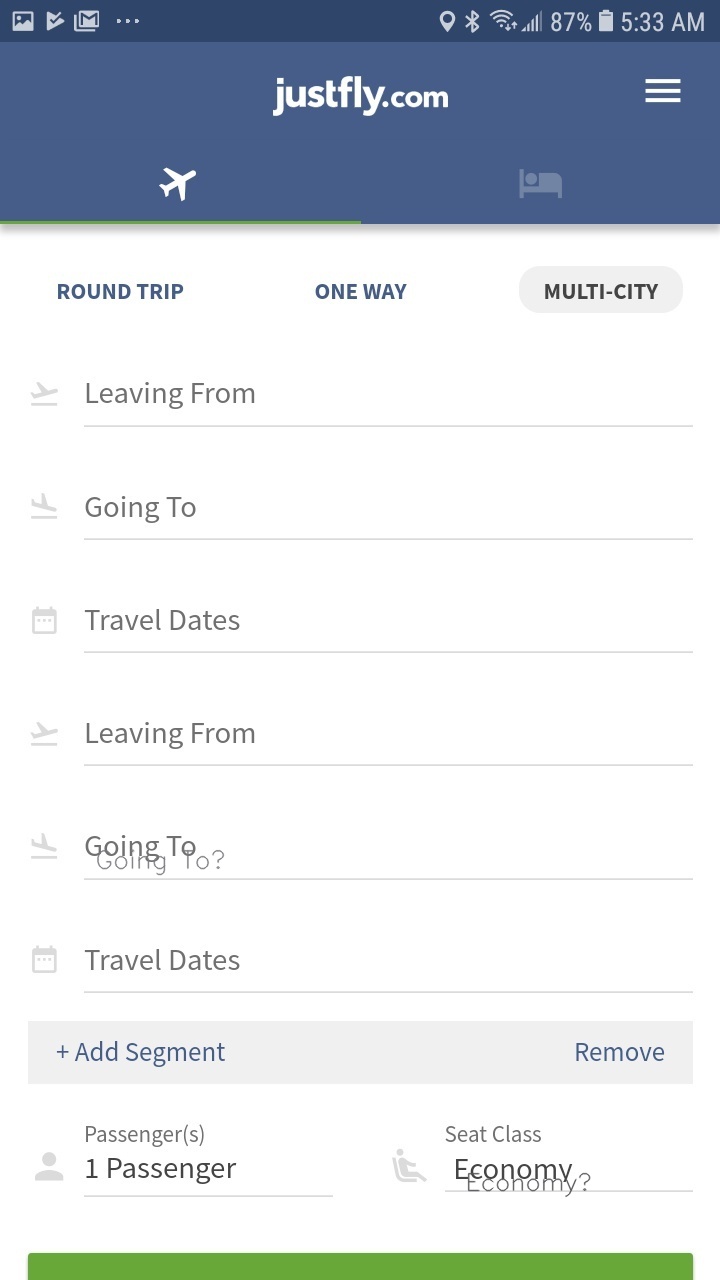 87% 5:33 AM
justfly.com
ROUND TRIP ONE WAY MULTI-CITY
Leaving From
Going To
Travel Dates
Leaving From
Going To
Going To?
Travel Dates
+ Add Segment Remove
Passenger(s) Seat Class
1 Passenger Economy
Economy?